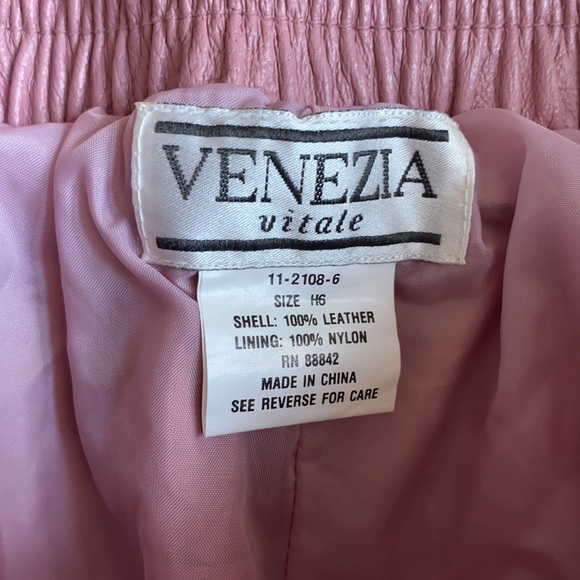 VENEZIA
vitale
11-2108-6
SIZE H6
SHELL: 100% LEATHER
LINING: 100% NYLON
RN 88842
MADE IN CHINA
SEE REVERSE FOR CARE